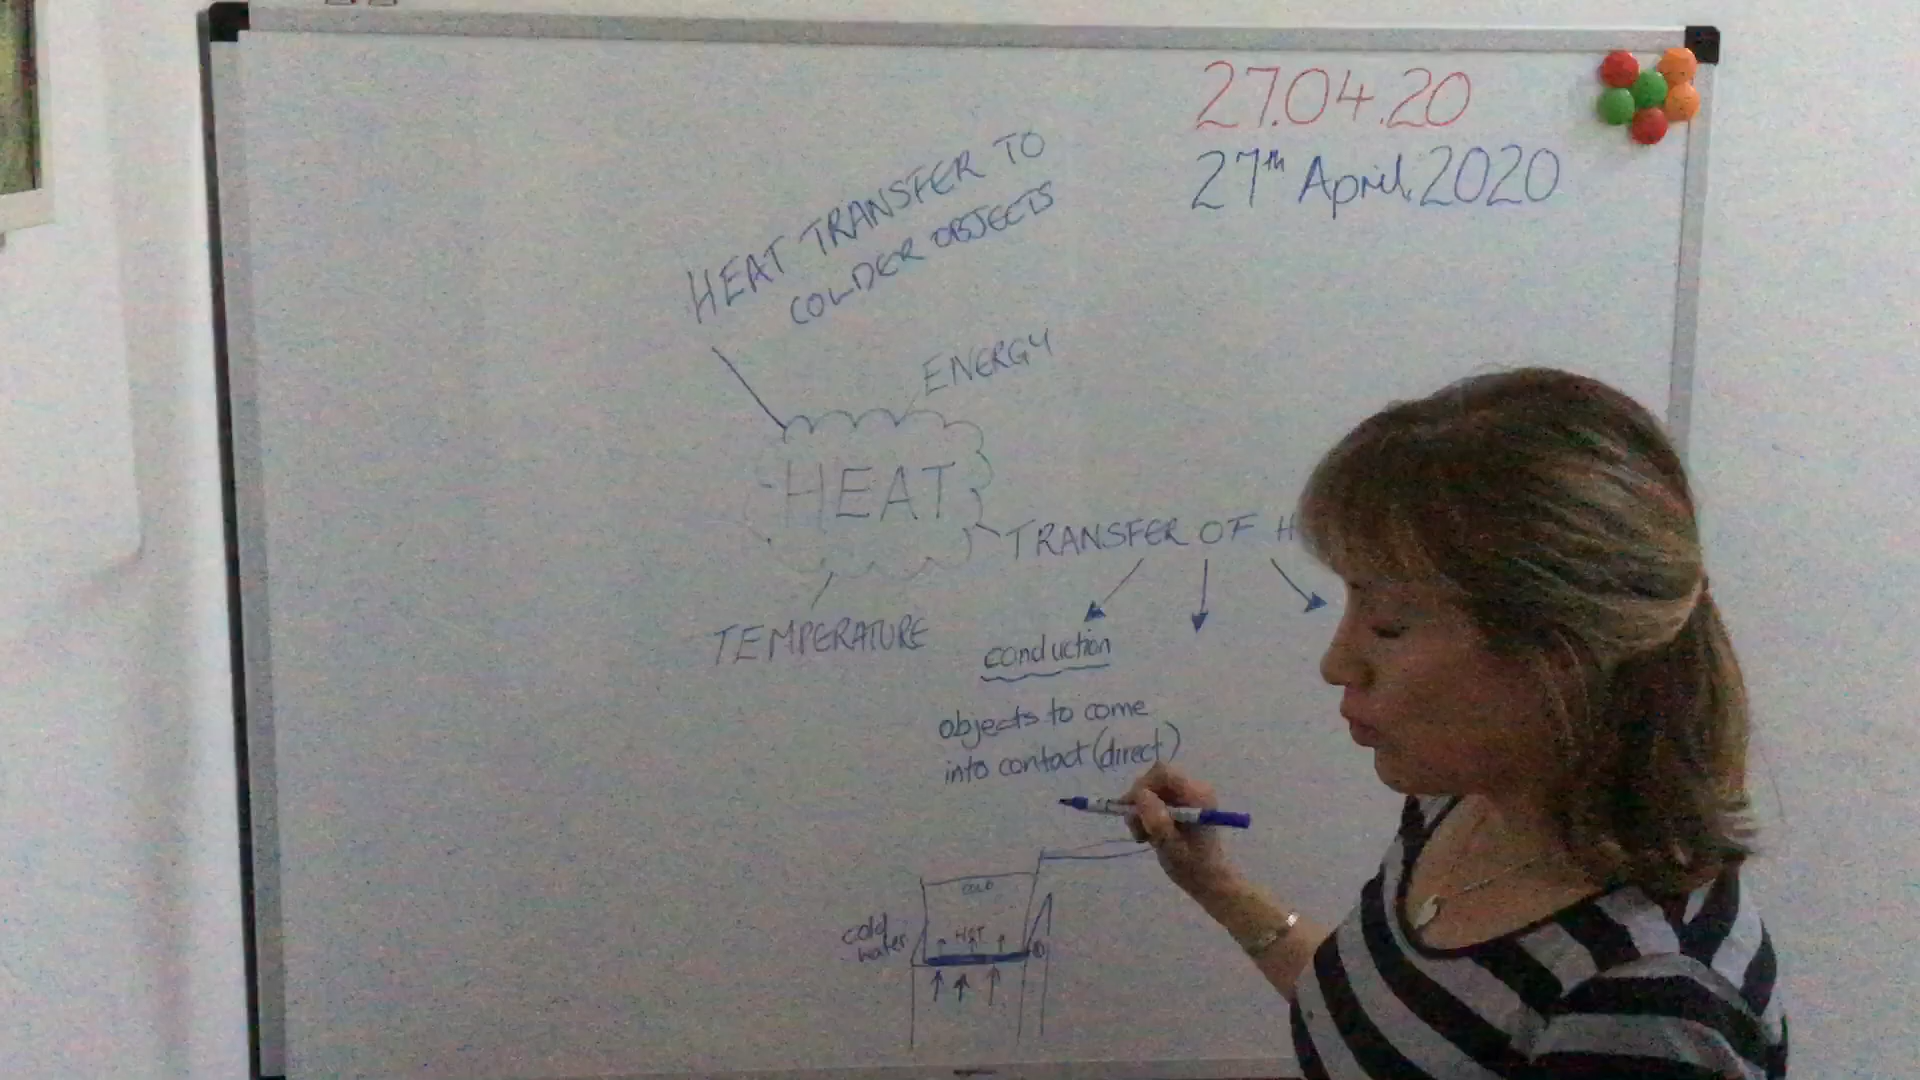 27.04.20
27th April 2020
HEAT TRANSFER TO
COLDER OBJECTS
ENERGY
HEAT
TRANSFER OF H
TEMPERATURE
conduction
objects to come
into contact (direct)
COLD
cold
water
HOT